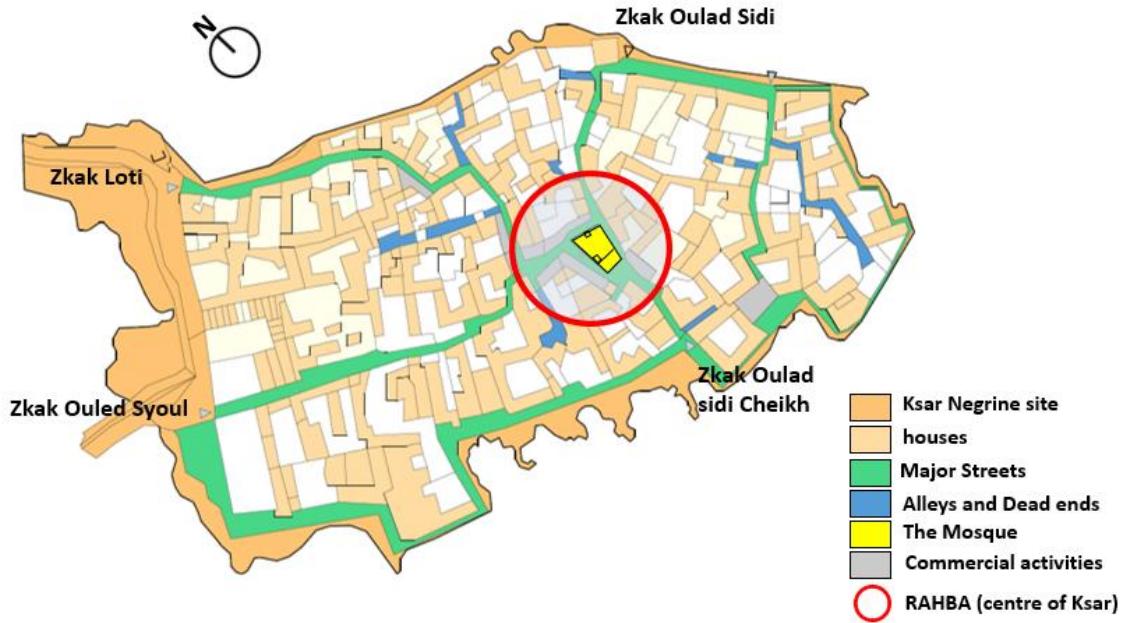 Zkak Oulad Sidi
N
Zkak Loti
Zkak Ouled Syoul
Zkak Oulad
sidi Cheikh
Ksar Negrine site
houses
Major Streets
Alleys and Dead ends
The Mosque
Commercial activities
RAHBA (centre of Ksar)